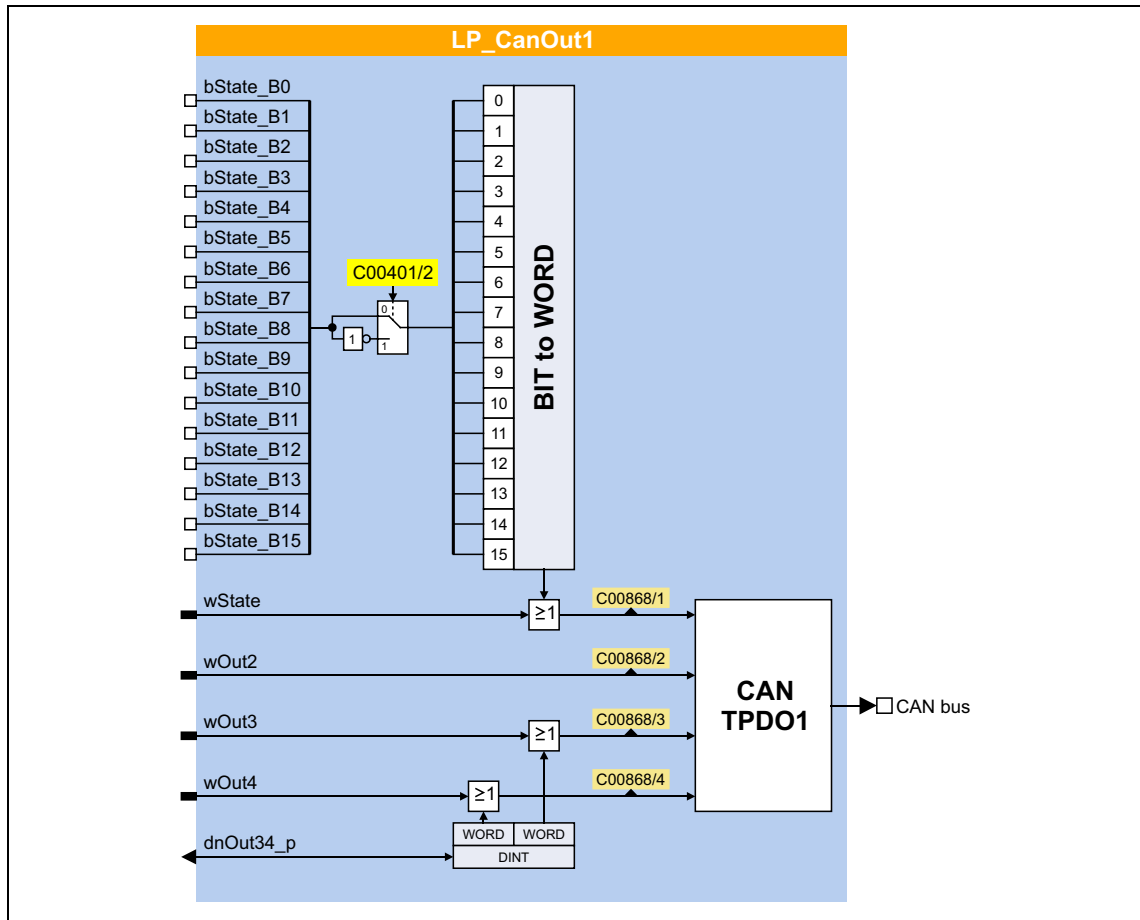 LP_CanOut1
bState_B0
bState_B1
bState_B2
bState_B3
bState_B4
bState_B5
bState_B6
bState_B7
bState_B8
bState_B9
bState_B10
bState_B11
bState_B12
bState_B13
bState_B14
bState_B15
C00401/2
0
1
1
0
1
2
3
4
5
6
7
8
9
10
11
12
13
14
15
BIT to WORD
wState
≥1
C00868/1
wOut2
C00868/2
wOut3
≥1
C00868/3
wOut4
≥1
C00868/4
dnOut34_p
WORD WORD
DINT
CAN
TPDO1
CAN bus